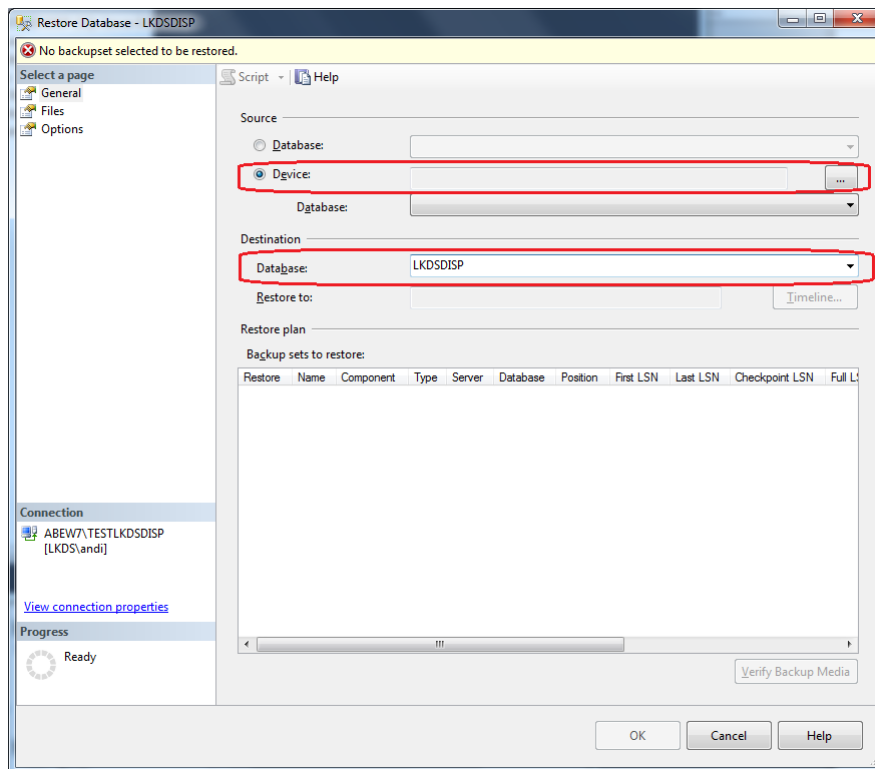 Restore Database - LKDSDISP
No backupset selected to be restored.
Select a page
General
Files
Options
Script
Help
Source
Database:
Device:
...
Database:
Destination
Database:
LKDSDISP
Restore to:
Timeline...
Restore plan
Backup sets to restore:
Restore Name Component Type Server Database Position First LSN Last LSN Checkpoint LSN Full LS
Connection
ABEW7\TESTLKDSDISP
[LKDS\andi]
View connection properties
Progress
Ready
Verify Backup Media
OK Cancel Help